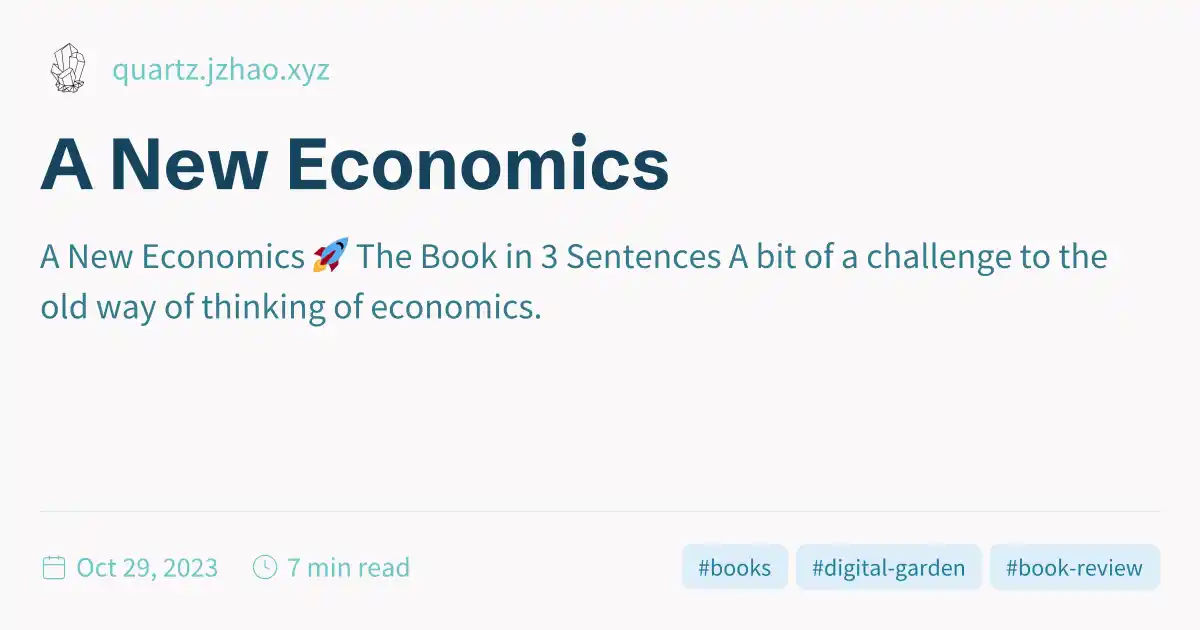 quartz.jzhao.xyz
A New Economics
A New Economics 🚀 The Book in 3 Sentences A bit of a challenge to the
old way of thinking of economics.
Oct 29, 2023 7 min read #books #digital-garden #book-review